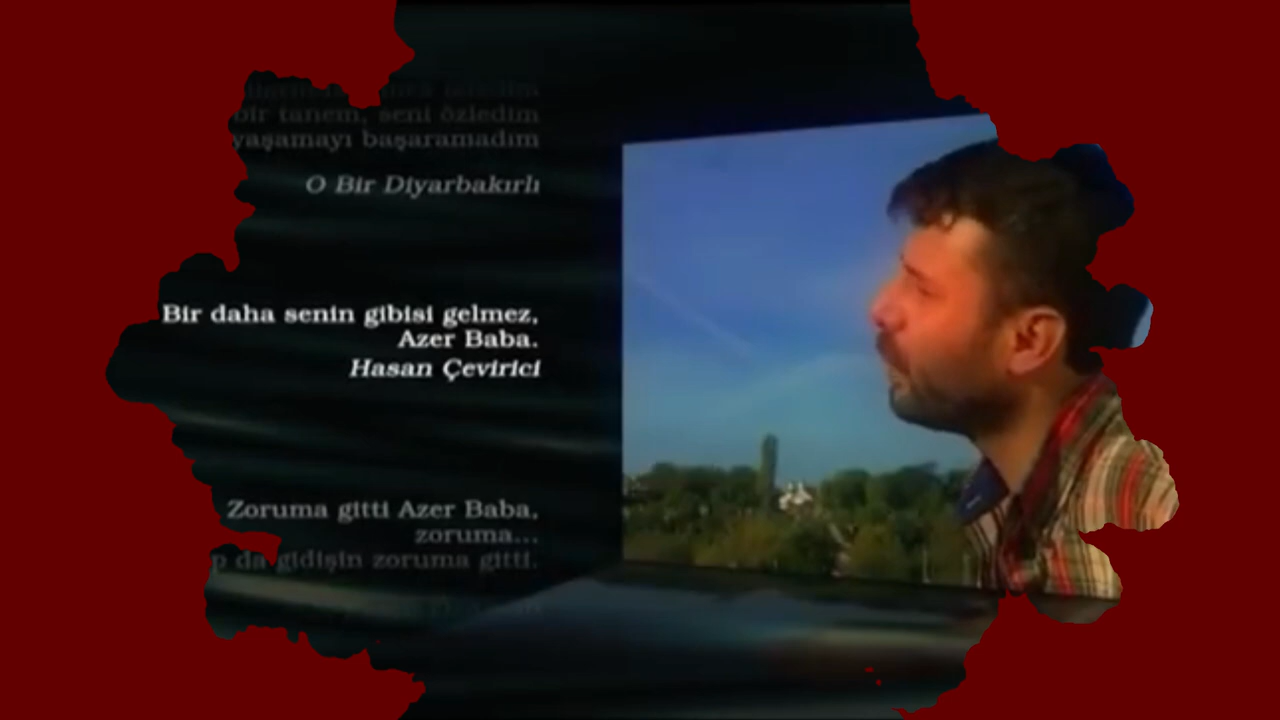 bir tanem, seni özledim
yaşamayı başaramadım
O Bir Diyarbakırlı
Bir daha senin gibisi gelmez,
Azer Baba.
Hasan Çevirici
Zoruma gitti Azer Baba,
zoruma...
da gidişin zoruma gitti.